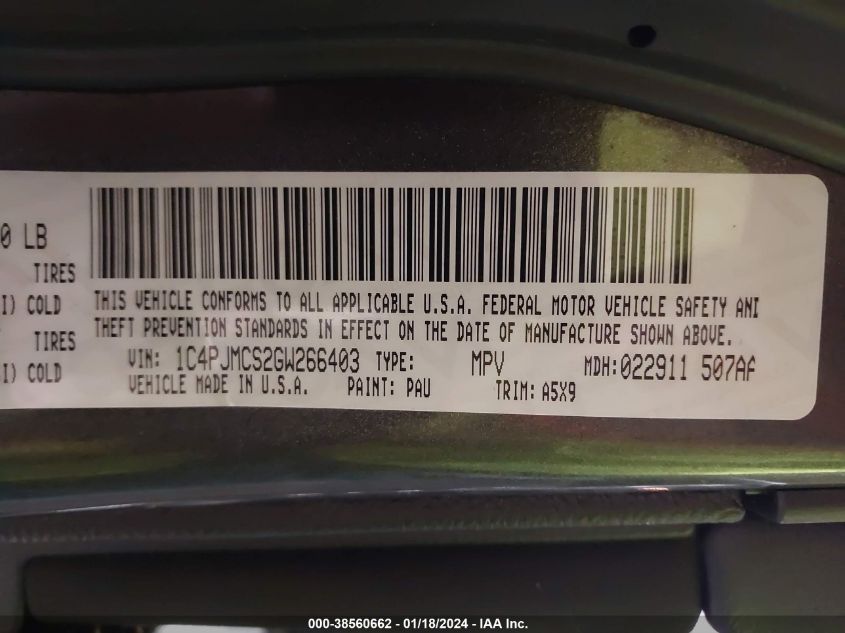 0 LB
TIRES
I) COLD
TIRES
I) COLD
THIS VEHICLE CONFORMS TO ALL APPLICABLE U.S.A. FEDERAL MOTOR VEHICLE SAFETY AND
THEFT PREVENTION STANDARDS IN EFFECT ON THE DATE OF MANUFACTURE SHOWN ABOVE.
VIN: 1C4PJMCS2GW266403 TYPE: MPV MDH: 022911 507AA
VEHICLE MADE IN U.S.A. PAINT: PAU TRIM: A5X9
000-38560662 - 01/18/2024 - IAA Inc.